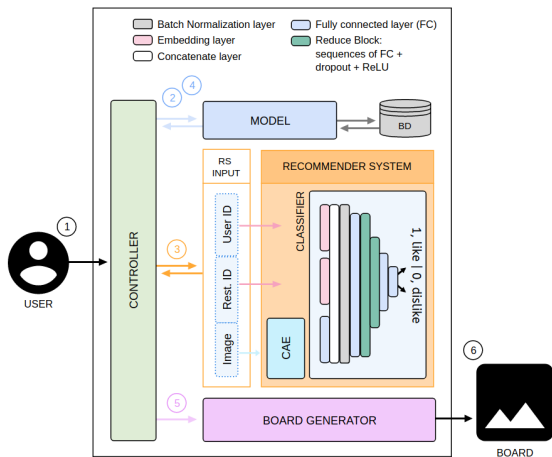 Batch Normalization layer
Embedding layer
Concatenate layer
Fully connected layer (FC)
Reduce Block:
sequences of FC +
dropout + ReLU
2
4
MODEL
BD
1
USER
CONTROLLER
3
RS
INPUT
User ID
Rest. ID
Image
RECOMMENDER SYSTEM
CLASSIFIER
CAE
1, like | 0, dislike
5
BOARD GENERATOR
6
BOARD